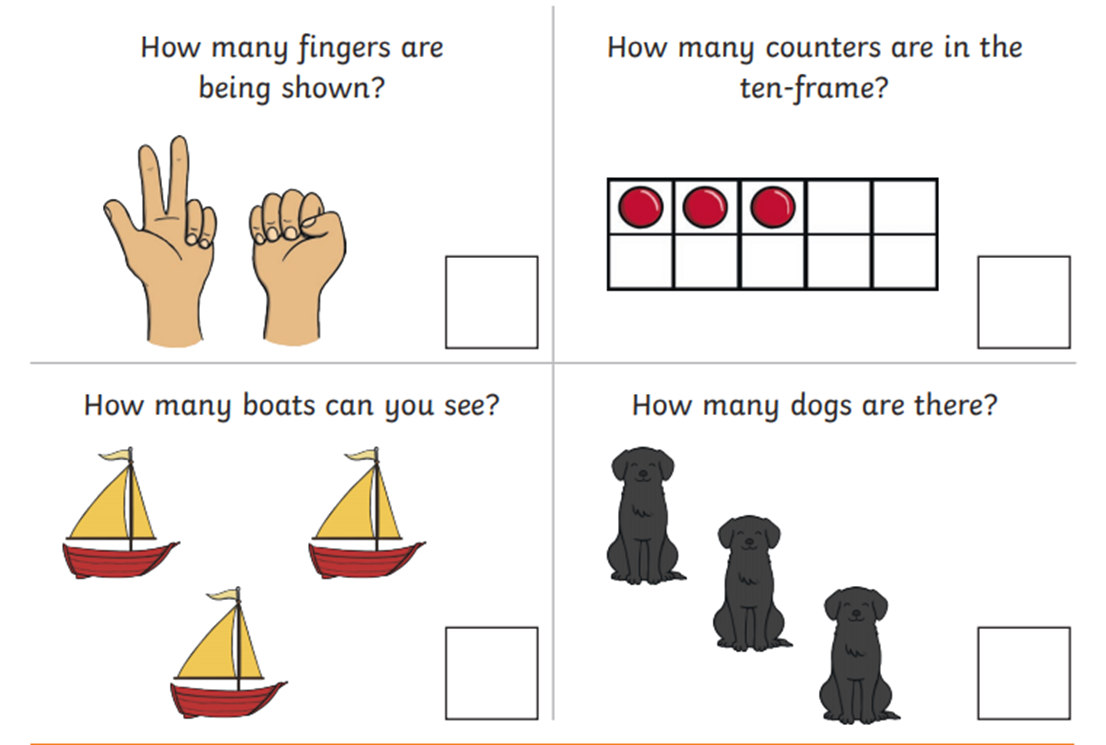 How many fingers are
being shown?
How many counters are in the
ten-frame?
How many boats can you see?
How many dogs are there?